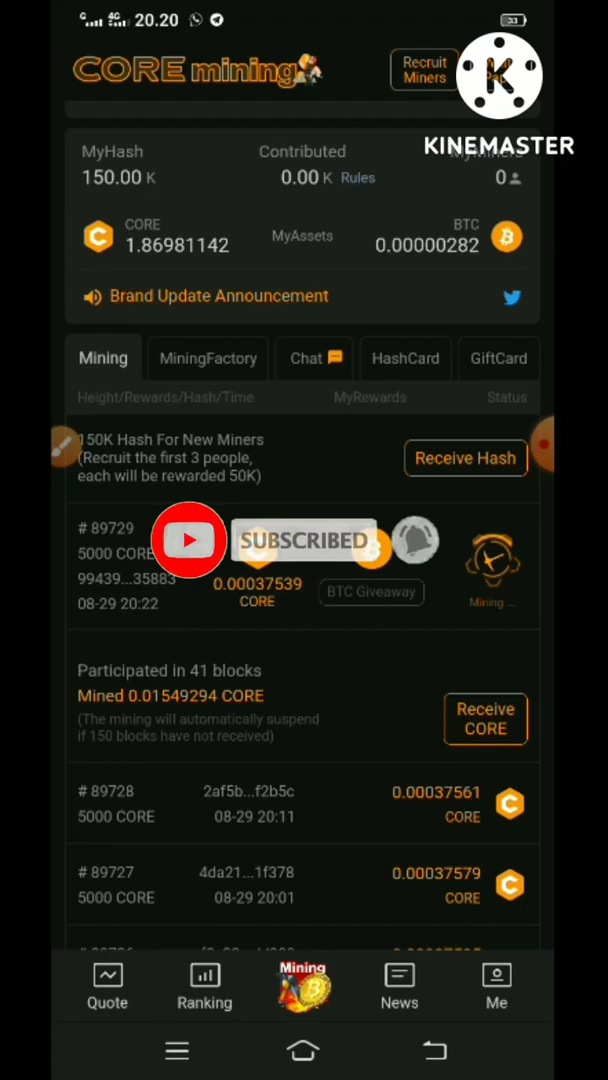 20.20
33
CORE mining
Recruit Miners
K
KINEMASTER
MyHash
Contributed
150.00 K
0.00 K Rules
0
CORE
1.86981142
MyAssets
BTC
0.00000282
Brand Update Announcement
Mining
MiningFactory
Chat
HashCard
GiftCard
Height/Rewards/Hash/Time
MyRewards
Status
150K Hash For New Miners
(Recruit the first 3 people,
each will be rewarded 50K)
Receive Hash
# 89729
5000 CORE
99439...35883
08-29 20:22
SUBSCRIBED
0.00037539
CORE
BTC Giveaway
Mining ...
Participated in 41 blocks
Mined 0.01549294 CORE
(The mining will automatically suspend
if 150 blocks have not received)
Receive
CORE
# 89728
2af5b...f2b5c
0.00037561
5000 CORE
08-29 20:11
CORE
# 89727
4da21...1f378
0.00037579
5000 CORE
08-29 20:01
CORE
Quote
Ranking
Mining
News
Me